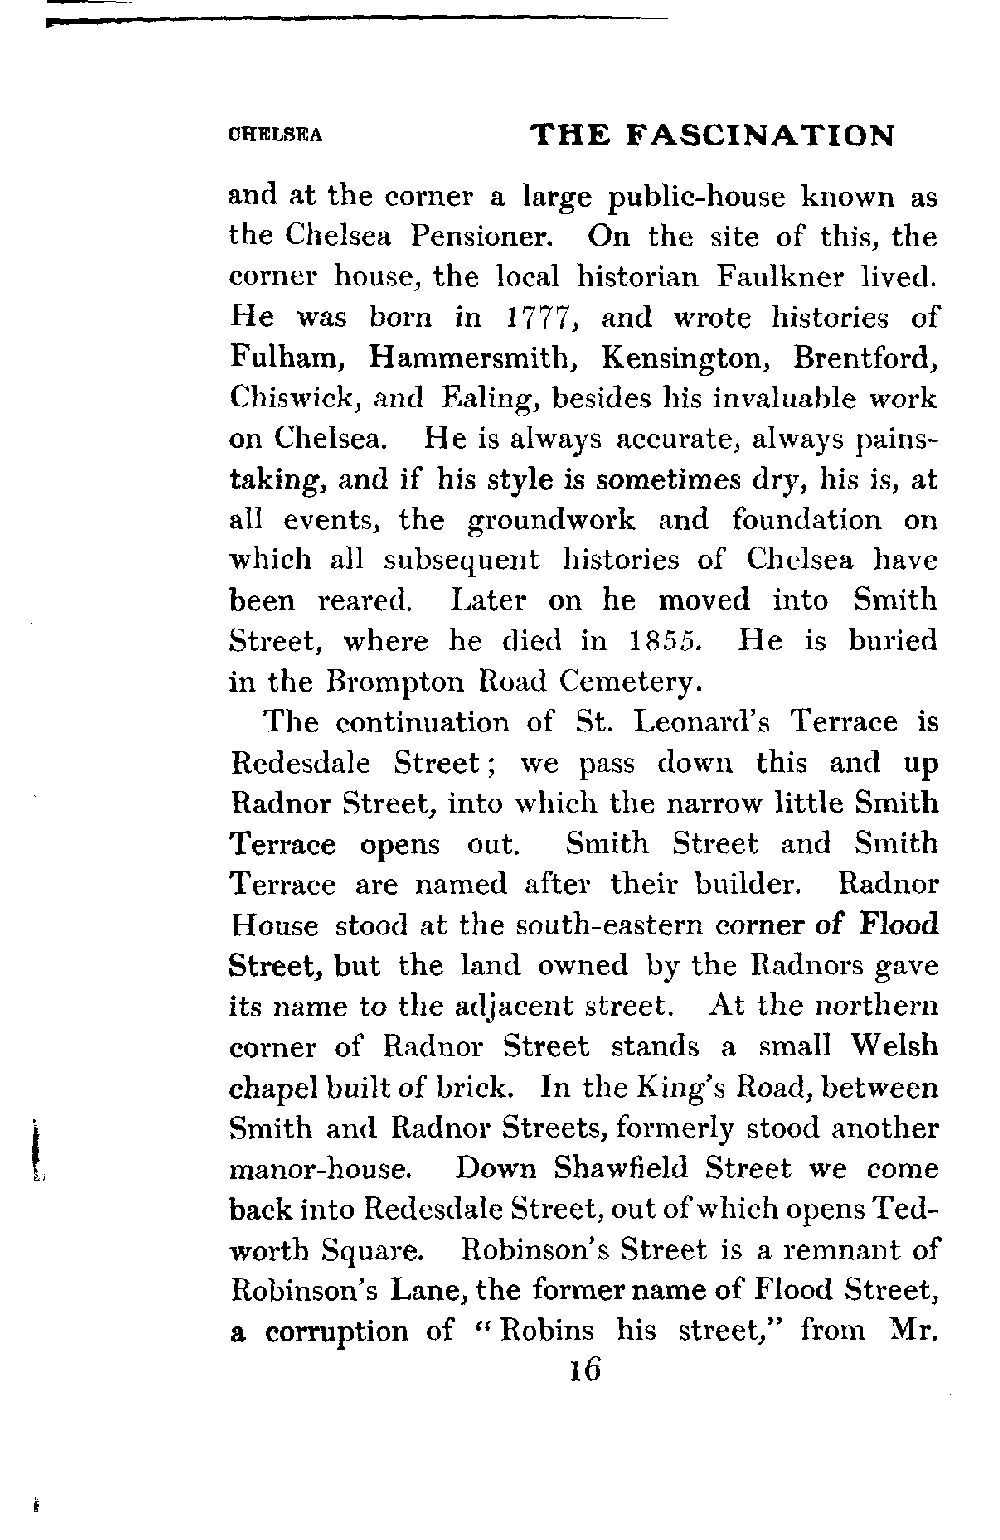 CHELSEA THE FASCINATION
and at the corner a large public-house known as
the Chelsea Pensioner. On the site of this, the
corner house, the local historian Faulkner lived.
He was born in 1777, and wrote histories of
Fulham, Hammersmith, Kensington, Brentford,
Chiswick, and Ealing, besides his invaluable work
on Chelsea. He is always accurate, always pains-
taking, and if his style is sometimes dry, his is, at
all events, the groundwork and foundation on
which all subsequent histories of Chelsea have
been reared. Later on he moved into Smith
Street, where he died in 1855. He is buried
in the Brompton Road Cemetery.
The continuation of St. Leonard's Terrace is
Redesdale Street; we pass down this and up
Radnor Street, into which the narrow little Smith
Terrace opens out. Smith Street and Smith
Terrace are named after their builder. Radnor
House stood at the south-eastern corner of Flood
Street, but the land owned by the Radnors gave
its name to the adjacent street. At the northern
corner of Radnor Street stands a small Welsh
chapel built of brick. In the King's Road, between
Smith and Radnor Streets, formerly stood another
manor-house. Down Shawfield Street we come
back into Redesdale Street, out of which opens Ted-
worth Square. Robinson's Street is a remnant of
Robinson's Lane, the former name of Flood Street,
a corruption of "Robins his street," from Mr.
16